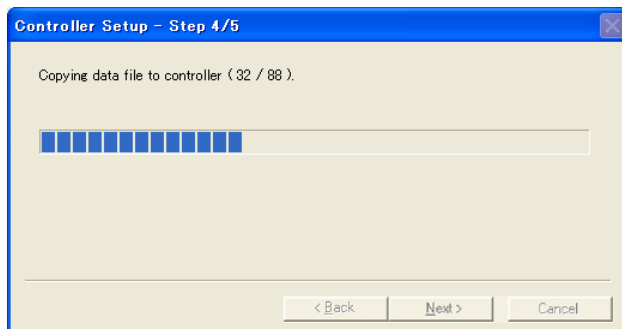 Controller Setup - Step 4/5
Copying data file to controller ( 32 / 88 ).
< Back
Next >
Cancel